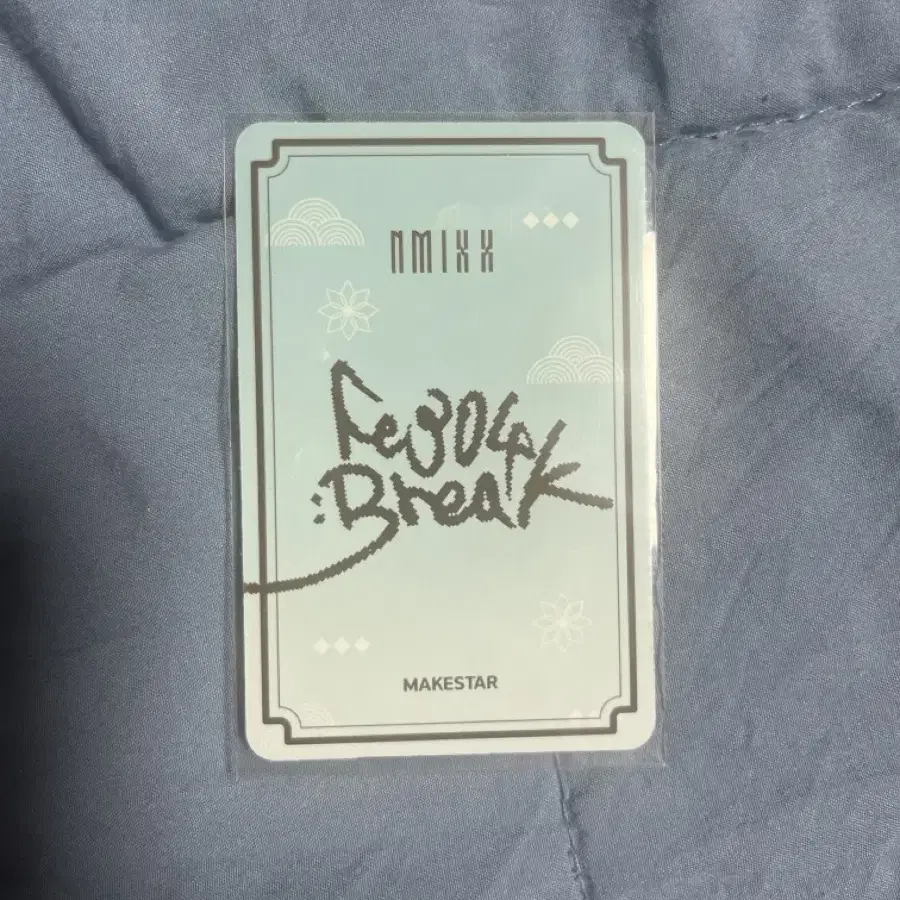 NMIXX
Fe3O4
:Break
MAKESTAR